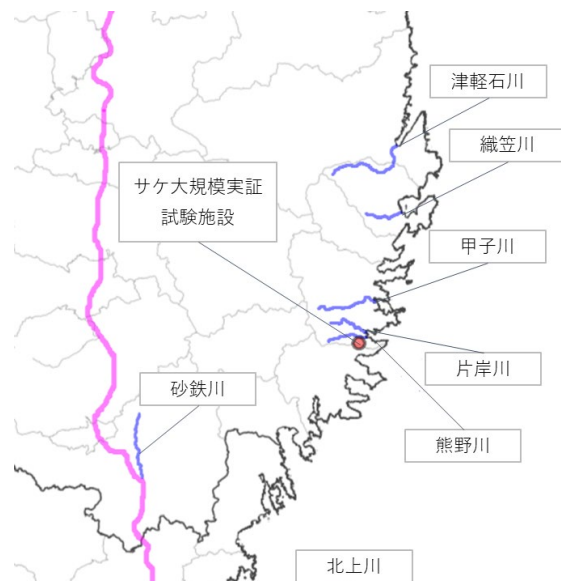 津軽石川
織笠川
サケ大規模実証
試験施設
甲子川
片岸川
砂鉄川
熊野川
北上川